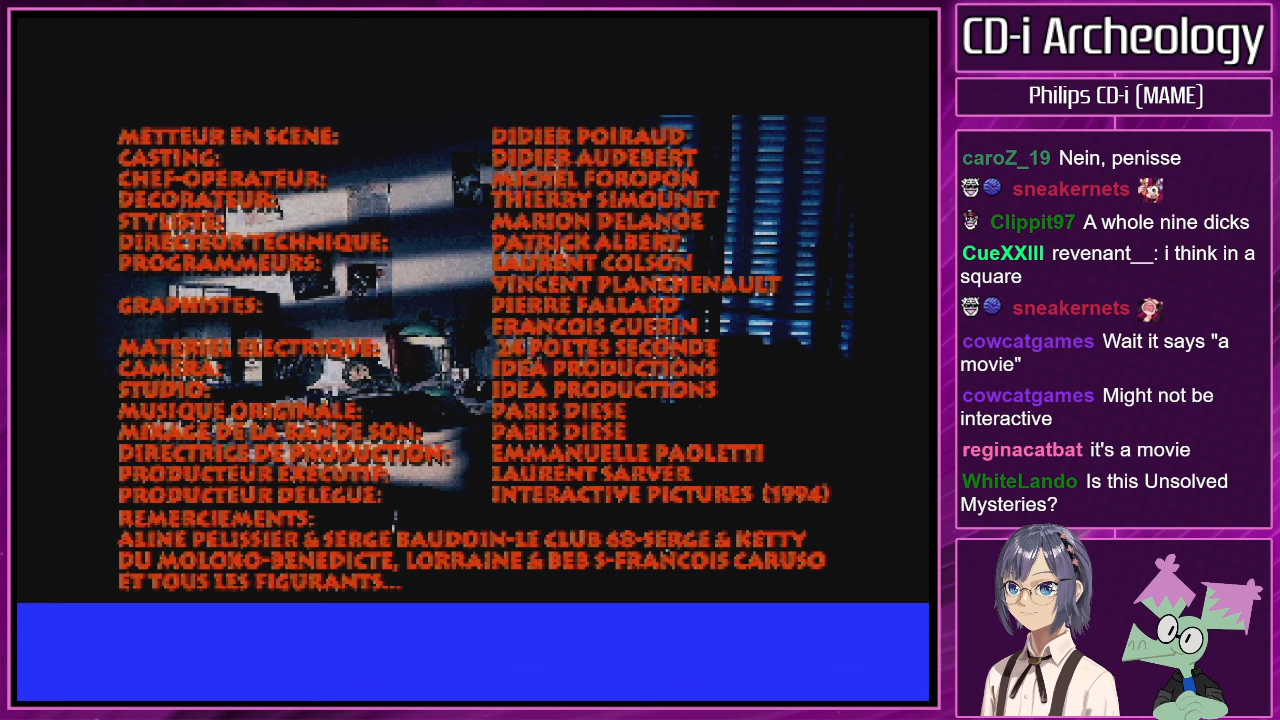 CD-i Archeology
Philips CD-i [MAME]
METTEUR EN SCENE: DIDIER POIRAUD
CASTING: DIDIER AUDEBERT
CHEF-OPERATEUR: MICHEL FOROPON
DECORATEUR: THIERRY SIMOUNET
STYLISTE: MARION DELANOE
DIRECTEUR TECHNIQUE: PATRICK ALBERT
PROGRAMMEURS: LAURENT COLSON
VINCENT PLANCHENAULT
GRAPHISTES: PIERRE FALLARD
FRANCOIS GUERIN
MATERIEL ELECTRIQUE: 24 POETES SECONDE
CAMERA: IDEA PRODUCTIONS
STUDIO: IDEA PRODUCTIONS
MUSIQUE ORIGINALE: PARIS DIESE
MIXAGE DE LA BANDE SON: PARIS DIESE
DIRECTRICE DE PRODUCTION: EMMANUELLE PAOLETTI
PRODUCTEUR EXECUTIF: LAURENT SARVER
PRODUCTEUR DELEGUE: INTERACTIVE PICTURES (1994)
REMERCIEMENTS:
ALINE PELISSIER & SERGE BAUDOIN-LE CLUB 68-SERGE & KETTY
DU MOLOKO-BENEDICTE, LORRAINE & BEB S-FRANCOIS CARUSO
ET TOUS LES FIGURANTS...
caroZ_19 Nein, penisse
sneakernets
Clippit97 A whole nine dicks
CueXXIII revenant__: i think in a
square
sneakernets
cowcatgames Wait it says "a
movie"
cowcatgames Might not be
interactive
reginacatbat it's a movie
WhiteLando Is this Unsolved
Mysteries?